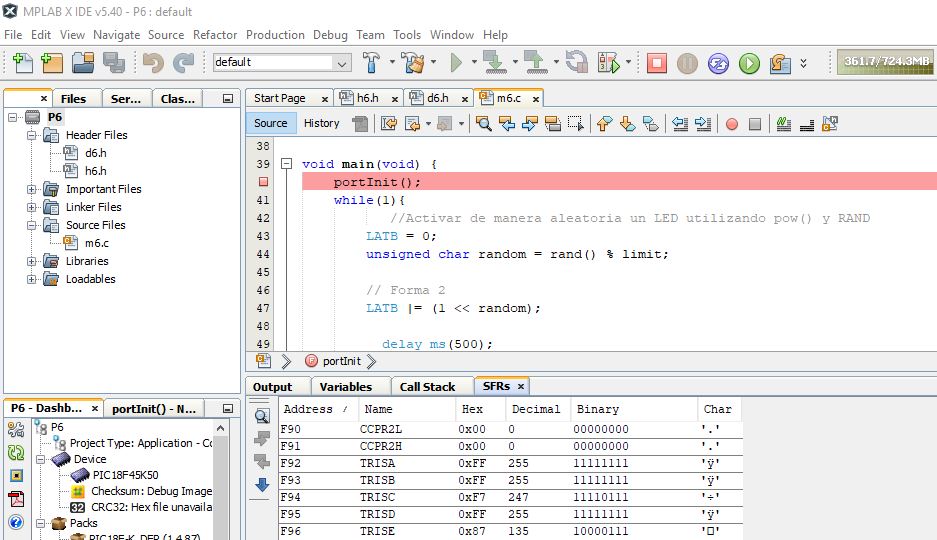 MPLAB X IDE v5.40 - P6 : default
File Edit View Navigate Source Refactor Production Debug Team Tools Window Help
default
361.7/724.3MB
Files
Ser...
Clas...
P6
Header Files
d6.h
h6.h
Important Files
Linker Files
Source Files
m6.c
Libraries
Loadables
Start Page
h6.h
d6.h
m6.c
Source History
38
39 void main(void) {
portInit();
41 while(1){
42 //Activar de manera aleatoria un LED utilizando pow() y RAND
43 LATB = 0;
44 unsigned char random = rand() % limit;
45
46 // Forma 2
47 LATB |= (1 << random);
48
49 delay ms(500);
portInit
P6 - Dashb...
portInit() - N...
P6
Project Type: Application - Co
Device
PIC18F45K50
Checksum: Debug Image
CRC32: Hex file unavaila
Packs
PIC18F-K_DFP (1.4.87)
Output Variables Call Stack SFRs
Address Name Hex Decimal Binary Char
F90 CCPR2L 0x00 0 00000000 '.'
F91 CCPR2H 0x00 0 00000000 '.'
F92 TRISA 0xFF 255 11111111 'ÿ'
F93 TRISB 0xFF 255 11111111 'ÿ'
F94 TRISC 0xF7 247 11110111 '÷'
F95 TRISD 0xFF 255 11111111 'ÿ'
F96 TRISE 0x87 135 10000111 '□'